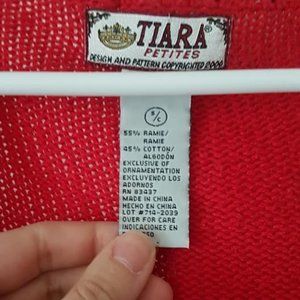 TIARA
PETITES
DESIGN AND PATTERN COPYRIGHTED 2000
S/C
55% RAMIE/
RAMIE
45% COTTON/
ALGODÓN
EXCLUSIVE OF
ORNAMENTATION
EXCLUYENDO LOS
ADORNOS
RN 83437
MADE IN CHINA
HECHO EN CHINA
LOT #714-2039
OVER FOR CARE
INDICACIONES EN